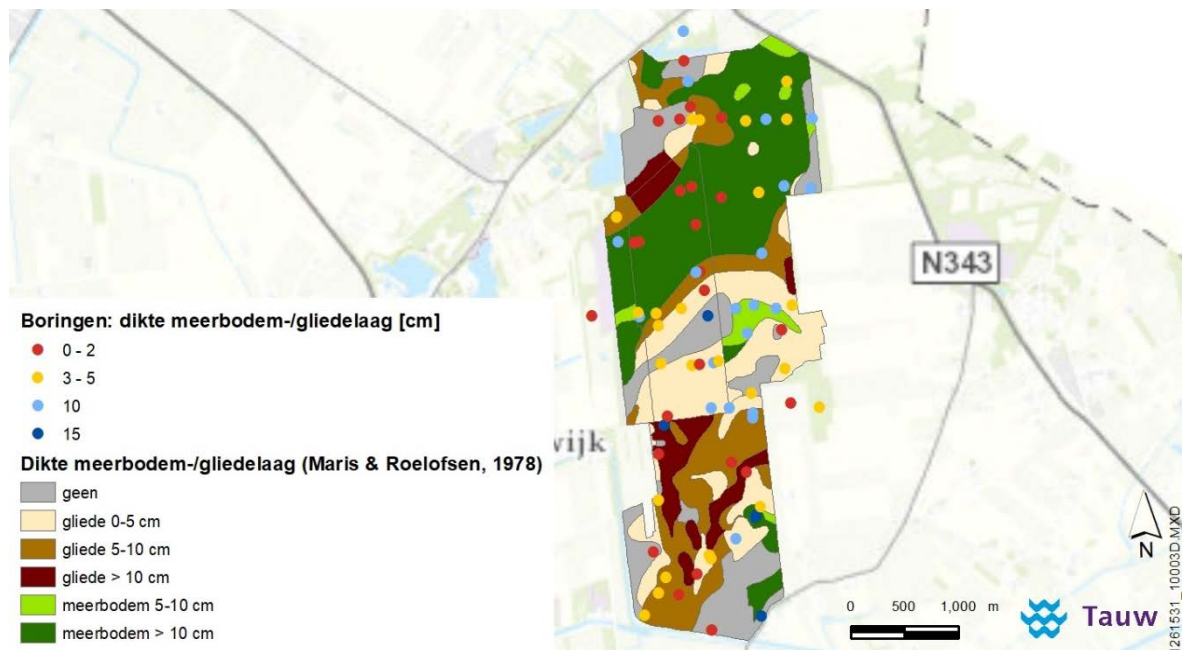 N343
Boringen: dikte meerbodem-/gliedelaag [cm]
0 - 2
3 - 5
10
15
wijk
Dikte meerbodem-/gliedelaag (Maris & Roelofsen, 1978)
geen
gliede 0-5 cm
gliede 5-10 cm
gliede > 10 cm
meerbodem 5-10 cm
meerbodem > 10 cm
N
0 500 1,000 m
Tauw
1261531_10003D.MXD